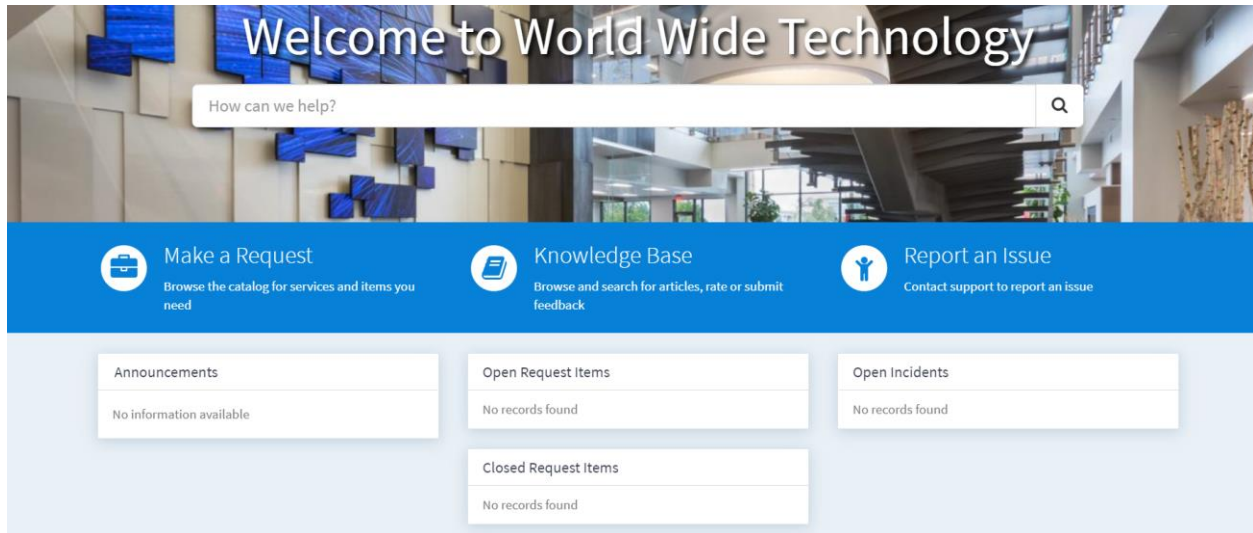 Welcome to World Wide Technology
How can we help?
Make a Request
Browse the catalog for services and items you
need
Knowledge Base
Browse and search for articles, rate or submit
feedback
Report an Issue
Contact support to report an issue
Announcements
No information available
Open Request Items
No records found
Closed Request Items
No records found
Open Incidents
No records found